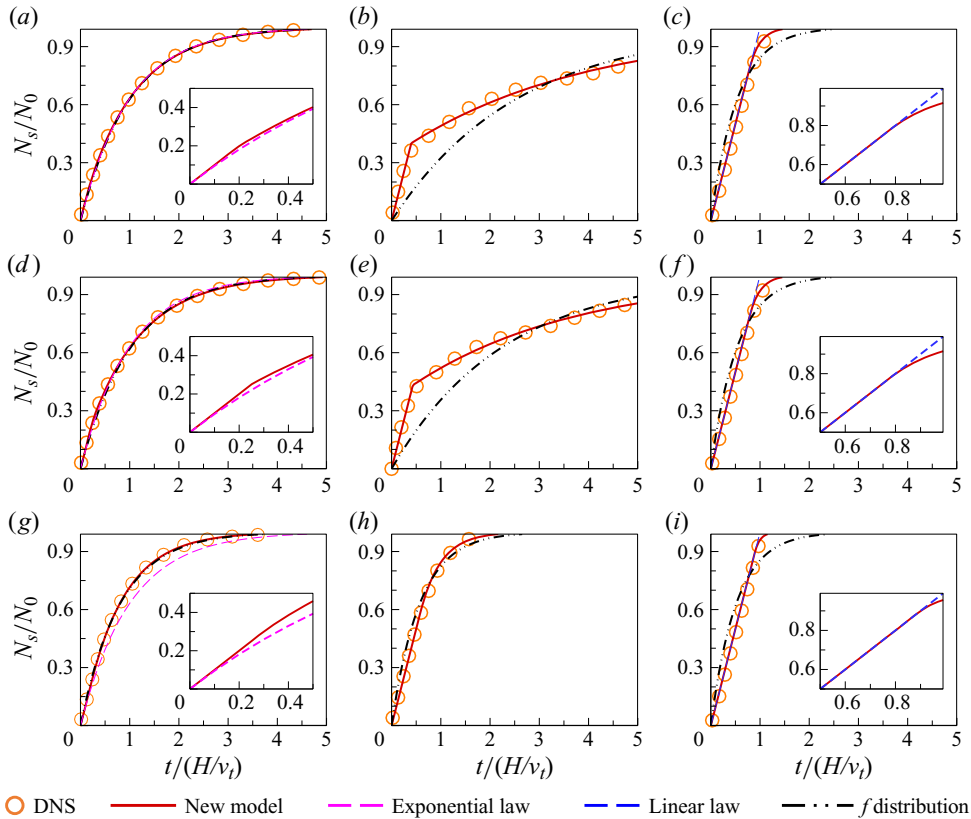 (a) (b) (c)
0.9 0.9 0.9
N_s/N_0 0.6 0.4 0.6 0.6 0.8
0.3 0.2 0.3 0.3 0.6
0 0.2 0.4 0.6 0.8
0 1 2 3 4 5 0 1 2 3 4 5 0 1 2 3 4 5
(d) (e) (f)
0.9 0.9 0.9
N_s/N_0 0.6 0.4 0.6 0.6 0.8
0.3 0.2 0.3 0.3 0.6
0 0.2 0.4 0.6 0.8
0 1 2 3 4 5 0 1 2 3 4 5 0 1 2 3 4 5
(g) (h) (i)
0.9 0.9 0.9
N_s/N_0 0.6 0.4 0.6 0.6 0.8
0.3 0.2 0.3 0.3 0.6
0 0.2 0.4 0.6 0.8
0 1 2 3 4 5 0 1 2 3 4 5 0 1 2 3 4 5
t/(H/v_t) t/(H/v_t) t/(H/v_t)
DNS New model Exponential law Linear law f distribution